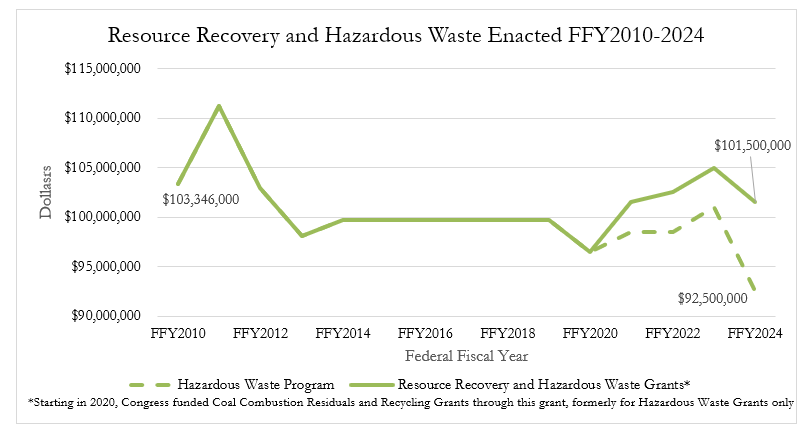 Resource Recovery and Hazardous Waste Enacted FFY2010-2024
$115,000,000
$110,000,000
$105,000,000
$100,000,000
$95,000,000
$90,000,000
Dollasrs
$103,346,000
$101,500,000
$92,500,000
FFY2010 FFY2012 FFY2014 FFY2016 FFY2018 FFY2020 FFY2022 FFY2024
Federal Fiscal Year
Hazardous Waste Program Resource Recovery and Hazardous Waste Grants*
*Starting in 2020, Congress funded Coal Combustion Residuals and Recycling Grants through this grant, formerly for Hazardous Waste Grants only